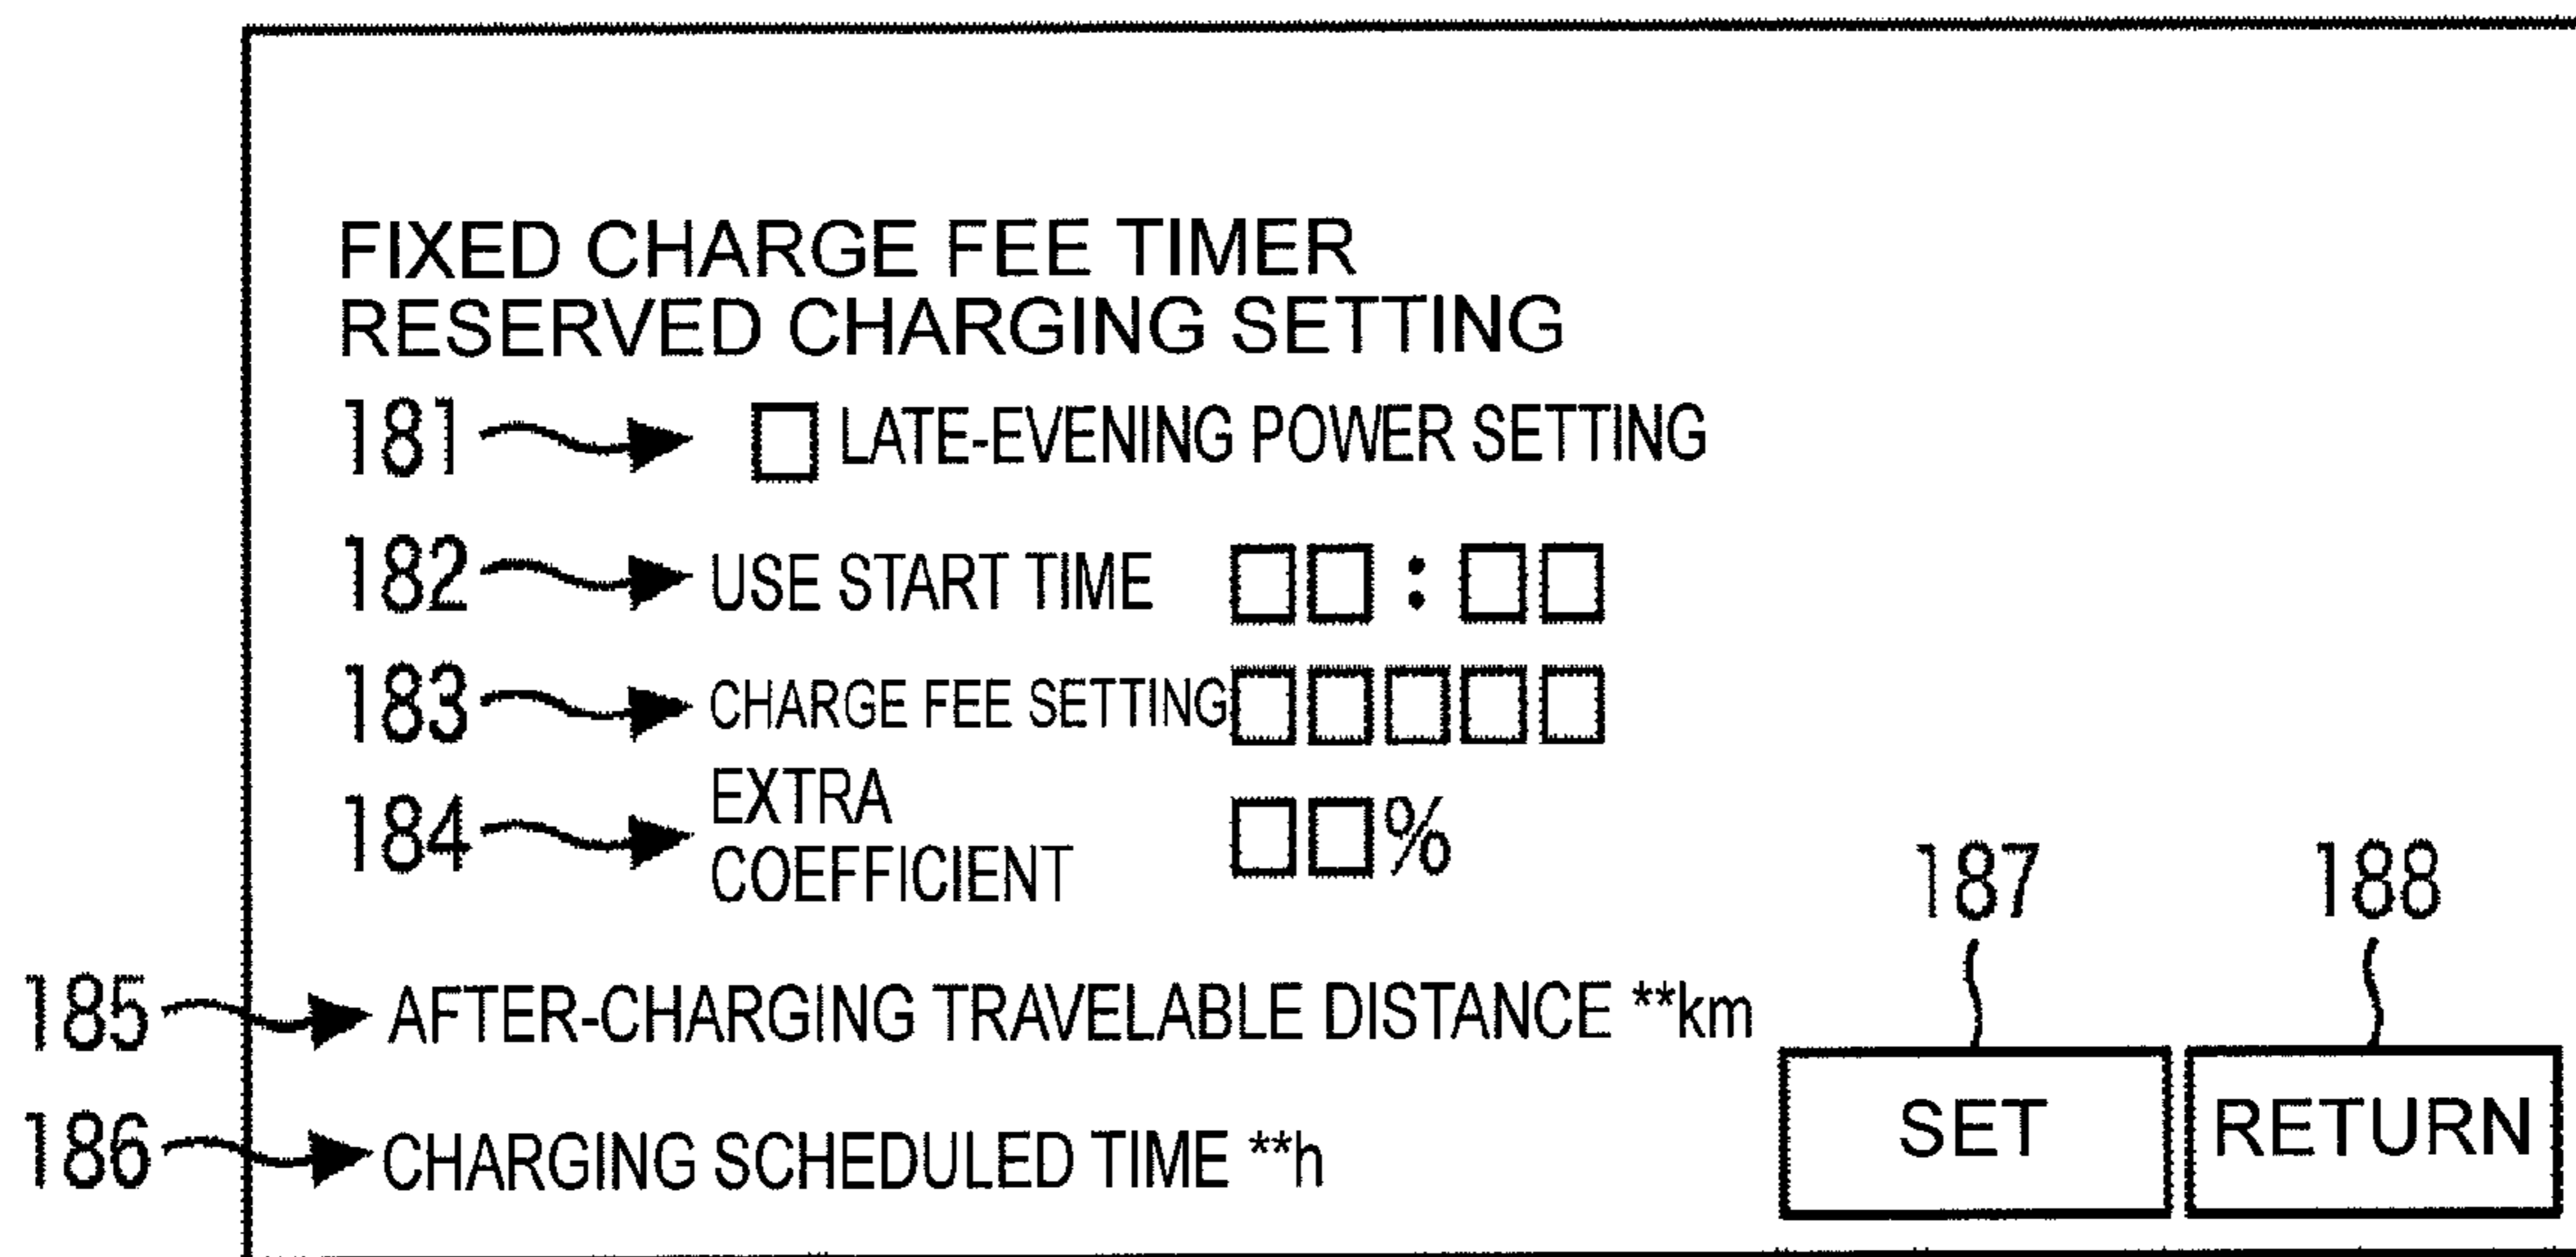 FIXED CHARGE FEE TIMER
RESERVED CHARGING SETTING
181 □ LATE-EVENING POWER SETTING
182 USE START TIME □□:□□
183 CHARGE FEE SETTING □□□□□
184 EXTRA
COEFFICIENT □□%
187 188
185 AFTER-CHARGING TRAVELABLE DISTANCE **km
SET RETURN
186 CHARGING SCHEDULED TIME **h